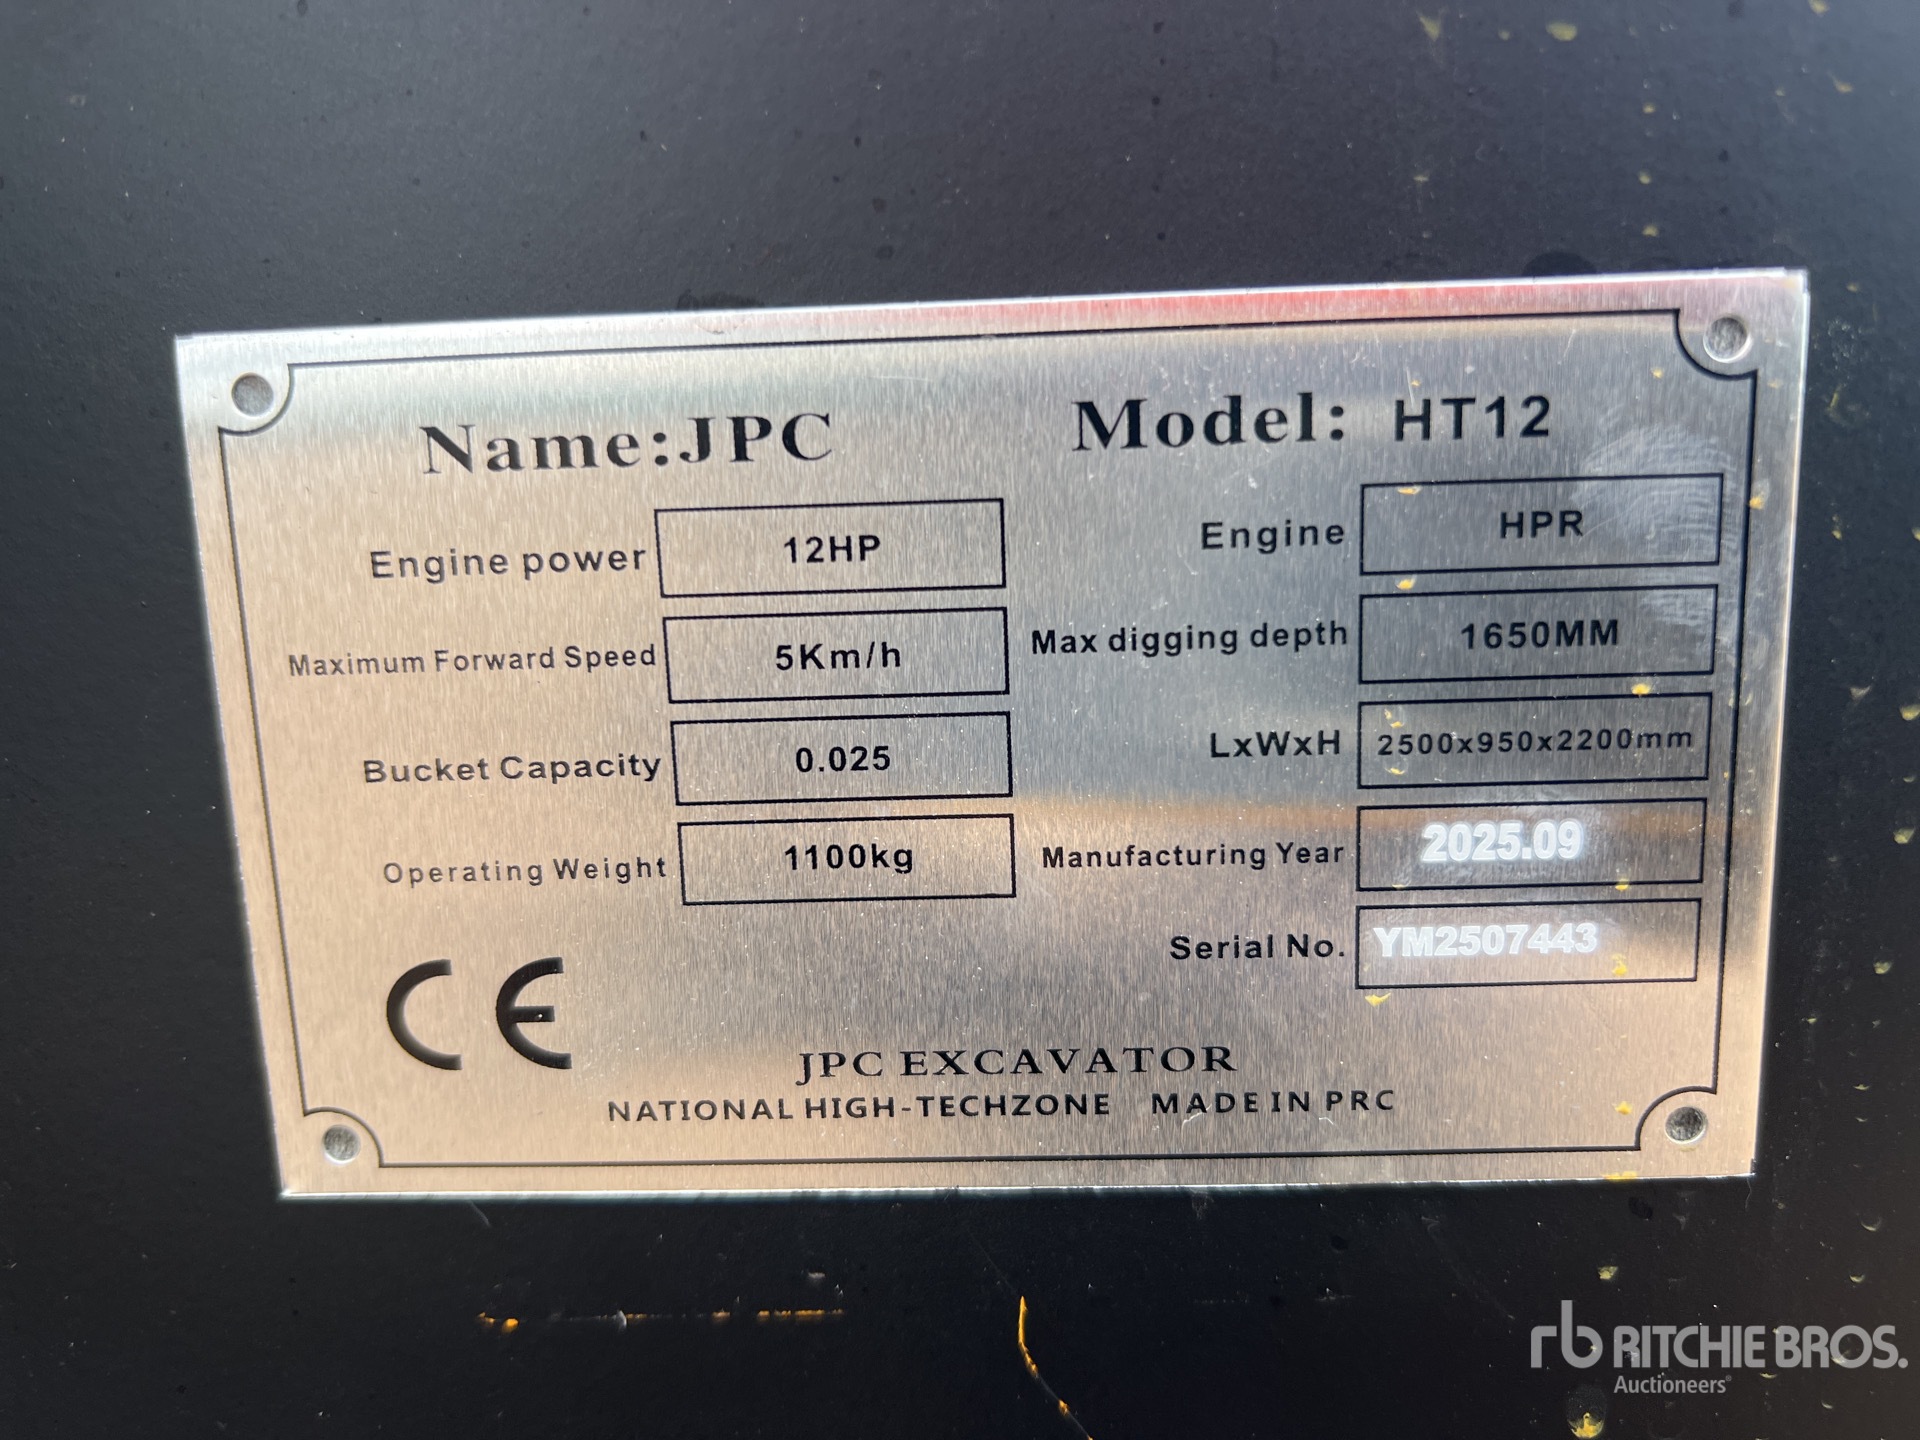 Name:JPC Model: HT12
Engine power 12HP Engine HPR
Maximum Forward Speed 5Km/h Max digging depth 1650MM
Bucket Capacity 0.025 LxWxH 2500x950x2200mm
Operating Weight 1100kg Manufacturing Year 2025.09
Serial No. YM2507443
CE
JPC EXCAVATOR
NATIONAL HIGH-TECHZONE MADE IN PRC
rb RITCHIE BROS.
Auctioneers